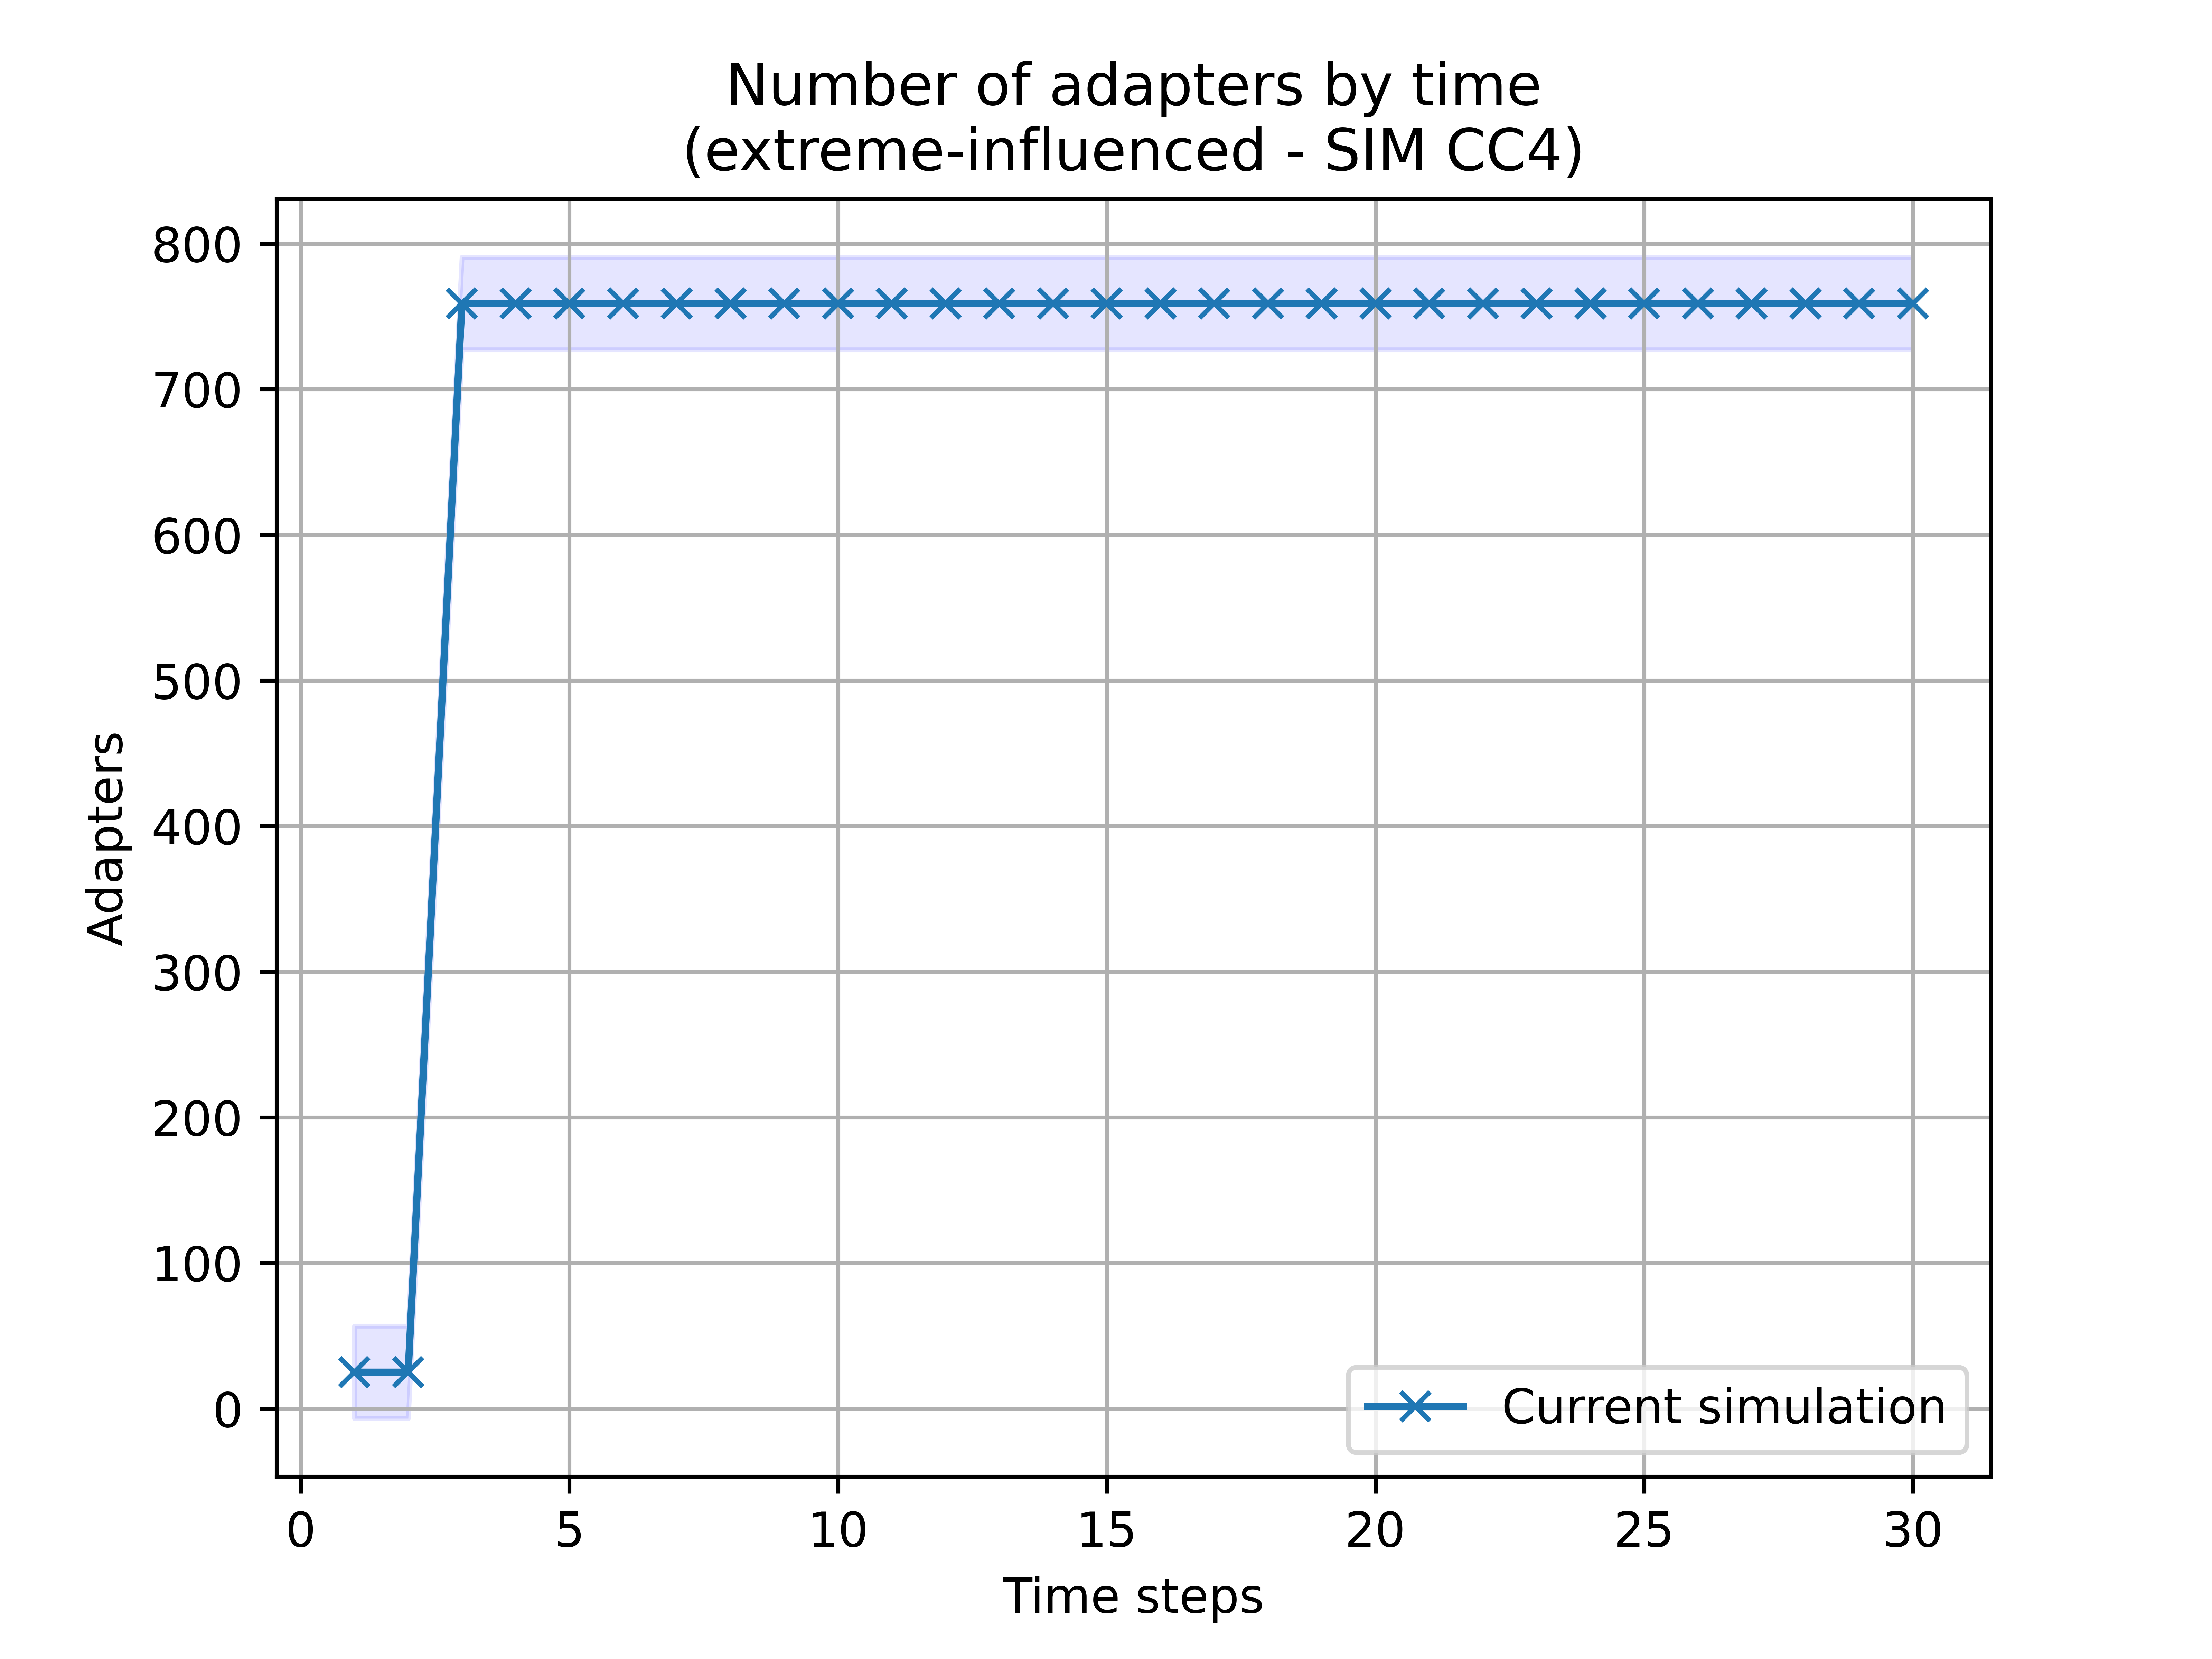 Number of adapters by time
(extreme-influenced - SIM CC4)
800
700
600
500
400
300
200
100
0
Adapters
Current simulation
0 5 10 15 20 25 30
Time steps